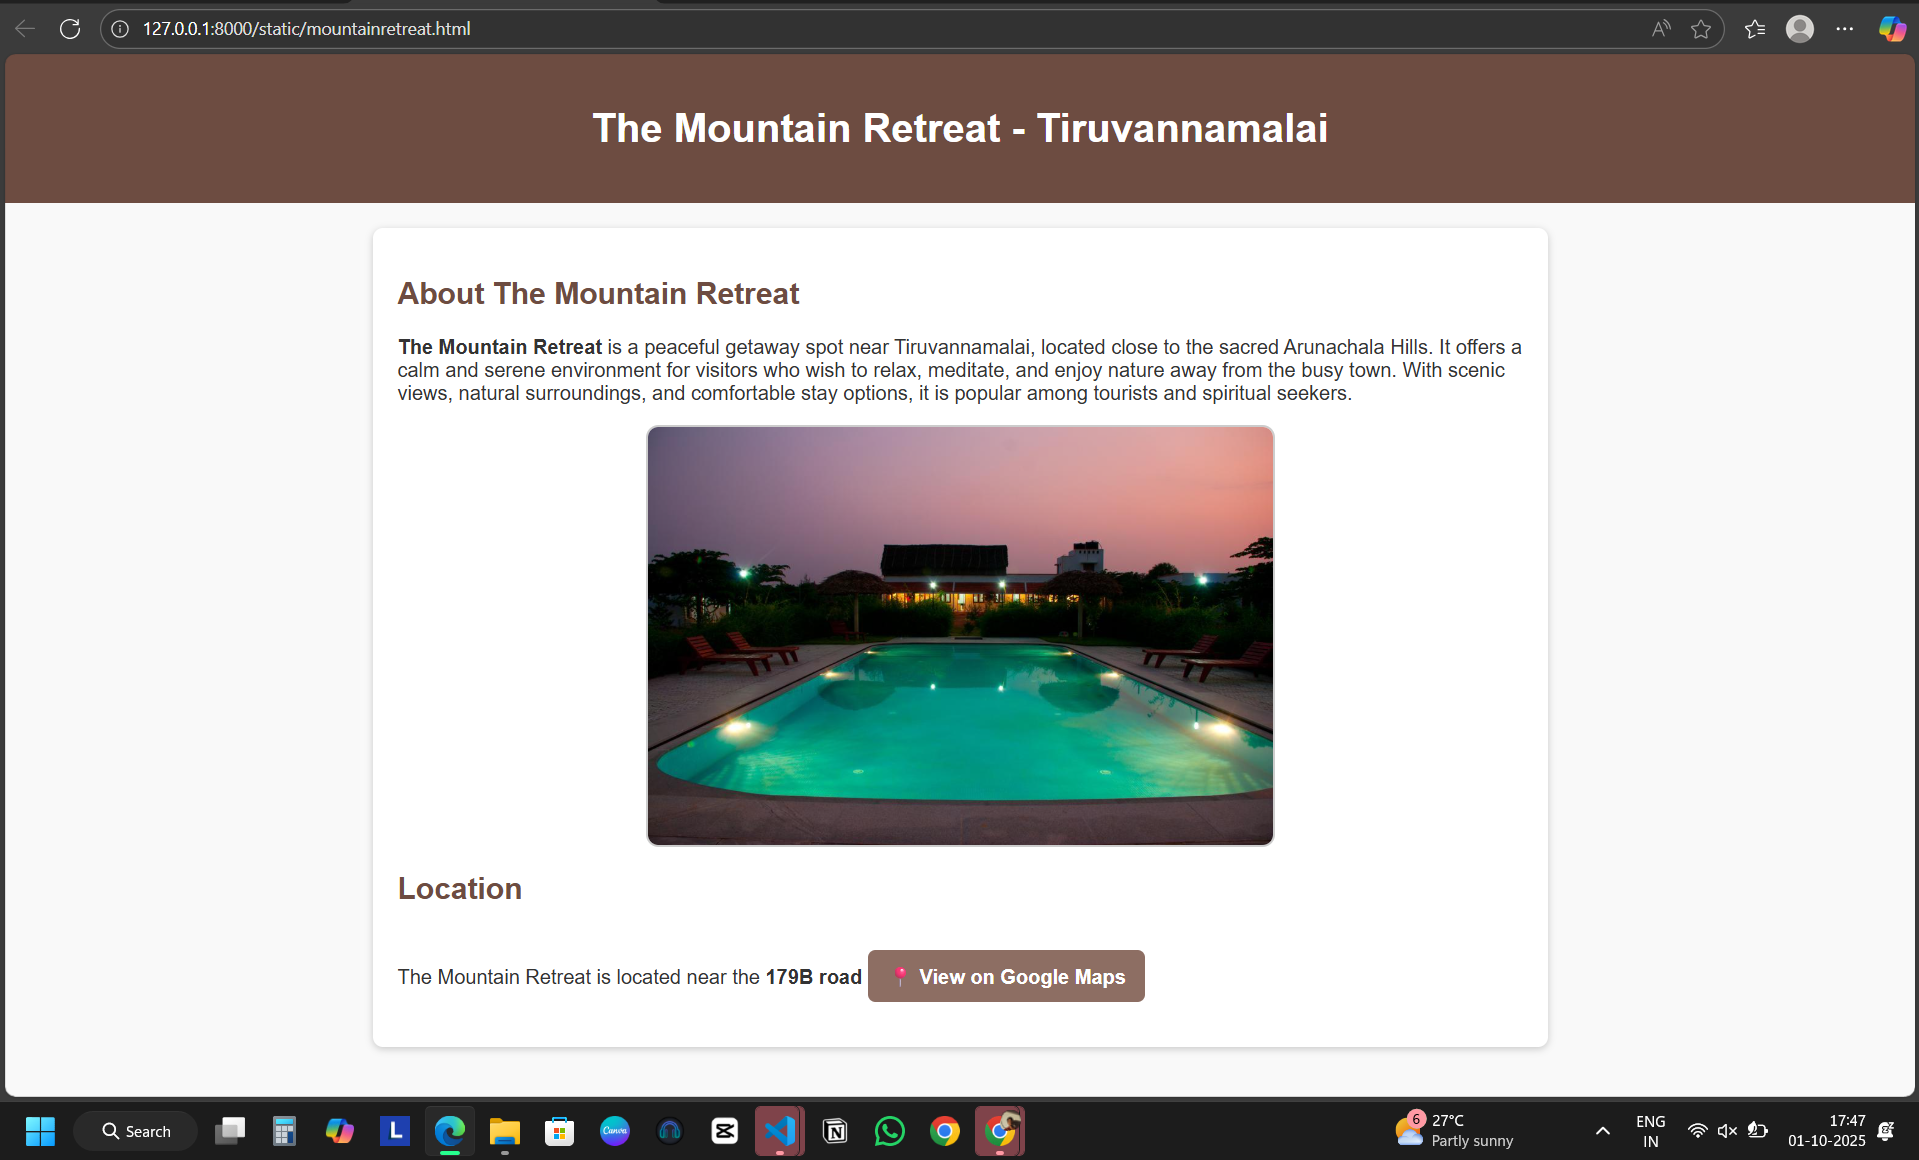 127.0.0.1:8000/static/mountainretreat.html
The Mountain Retreat - Tiruvannamalai
About The Mountain Retreat
The Mountain Retreat is a peaceful getaway spot near Tiruvannamalai, located close to the sacred Arunachala Hills. It offers a
calm and serene environment for visitors who wish to relax, meditate, and enjoy nature away from the busy town. With scenic
views, natural surroundings, and comfortable stay options, it is popular among tourists and spiritual seekers.
Location
The Mountain Retreat is located near the 179B road 📍 View on Google Maps
Search
L
Canva
6
27°C
Partly sunny
ENG
IN
17:47
01-10-2025